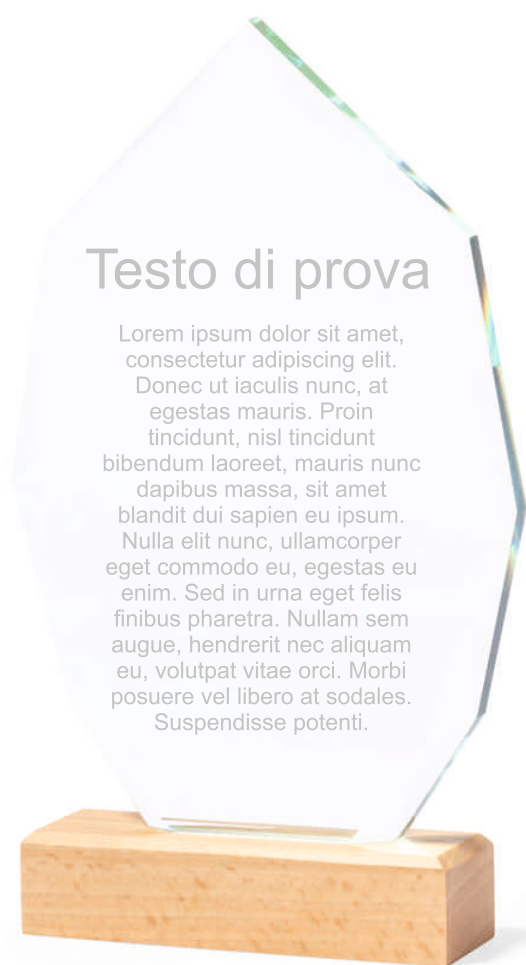 Testo di prova
Lorem ipsum dolor sit amet,
consectetur adipiscing elit.
Donec ut iaculis nunc, at
egestas mauris. Proin
tincidunt, nisl tincidunt
bibendum laoreet, mauris nunc
dapibus massa, sit amet
blandit dui sapien eu ipsum.
Nulla elit nunc, ullamcorper
eget commodo eu, egestas eu
enim. Sed in urna eget felis
finibus pharetra. Nullam sem
augue, hendrerit nec aliquam
eu, volutpat vitae orci. Morbi
posuere vel libero at sodales.
Suspendisse potenti.